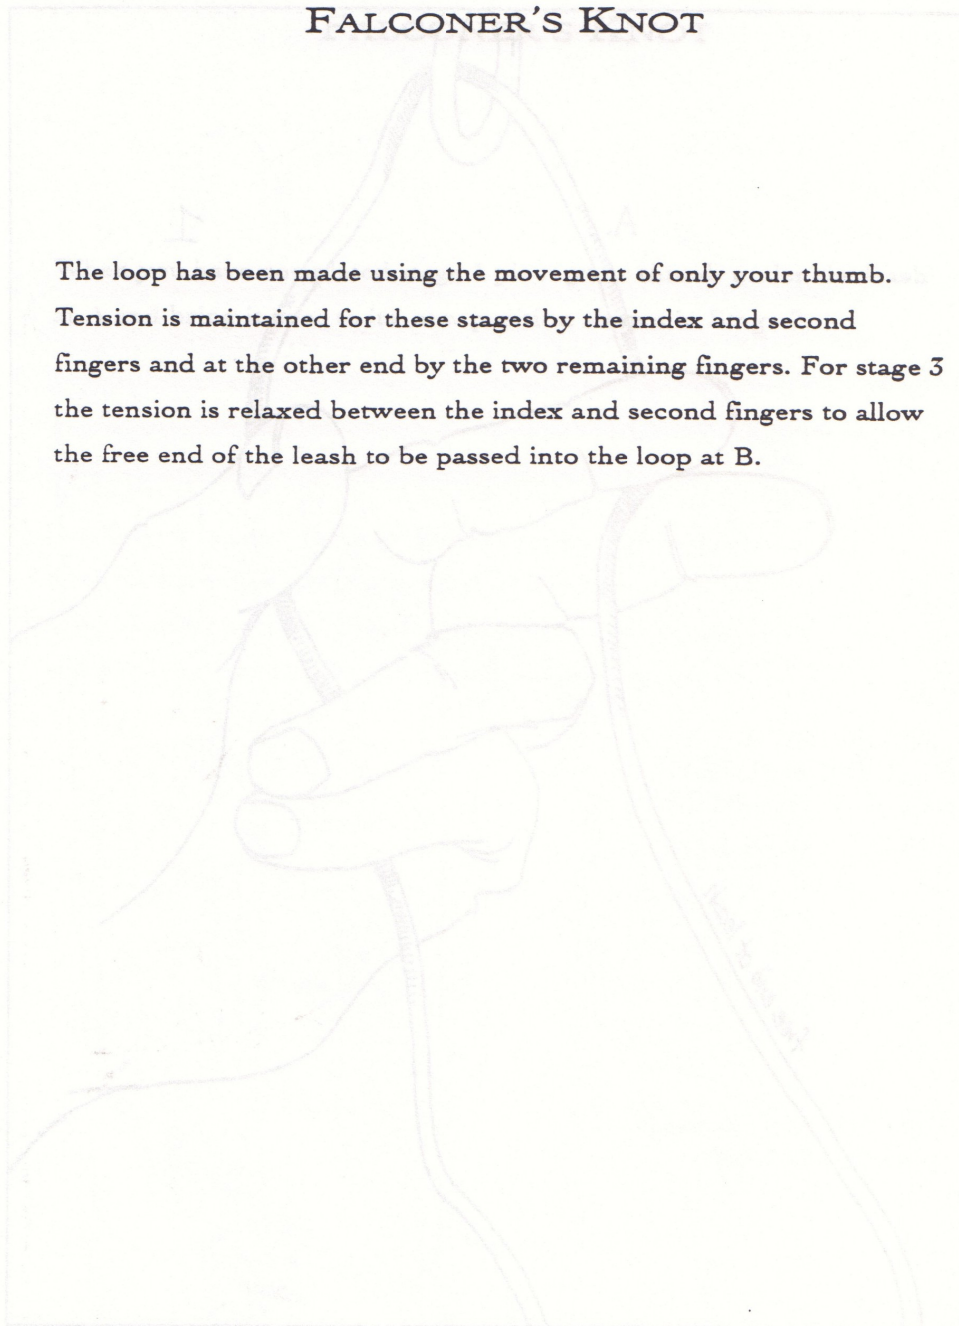 FALCONER'S KNOT
The loop has been made using the movement of only your thumb.
Tension is maintained for these stages by the index and second
fingers and at the other end by the two remaining fingers. For stage 3
the tension is relaxed between the index and second fingers to allow
the free end of the leash to be passed into the loop at B.